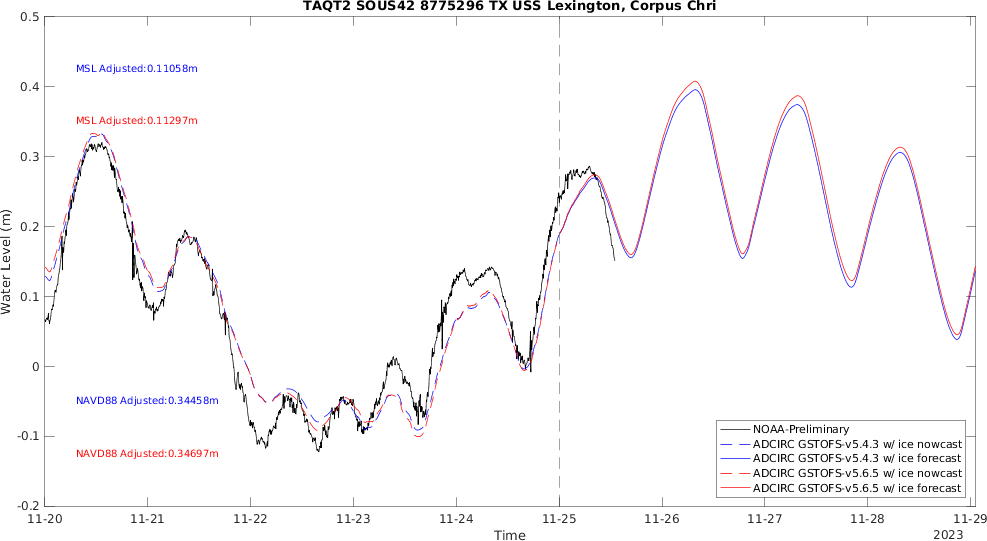 TAQT2 SOUS42 8775296 TX USS Lexington, Corpus Chri
0.5
0.4
0.3
0.2
0.1
0
-0.1
-0.2
Water Level (m)
MSL Adjusted:0.11058m
MSL Adjusted:0.11297m
NAVD88 Adjusted:0.34458m
NAVD88 Adjusted:0.34697m
NOAA-Preliminary
ADCIRC GSTOFS-v5.4.3 w/ ice nowcast
ADCIRC GSTOFS-v5.4.3 w/ ice forecast
ADCIRC GSTOFS-v5.6.5 w/ ice nowcast
ADCIRC GSTOFS-v5.6.5 w/ ice forecast
11-20 11-21 11-22 11-23 11-24 11-25 11-26 11-27 11-28 11-29
Time
2023